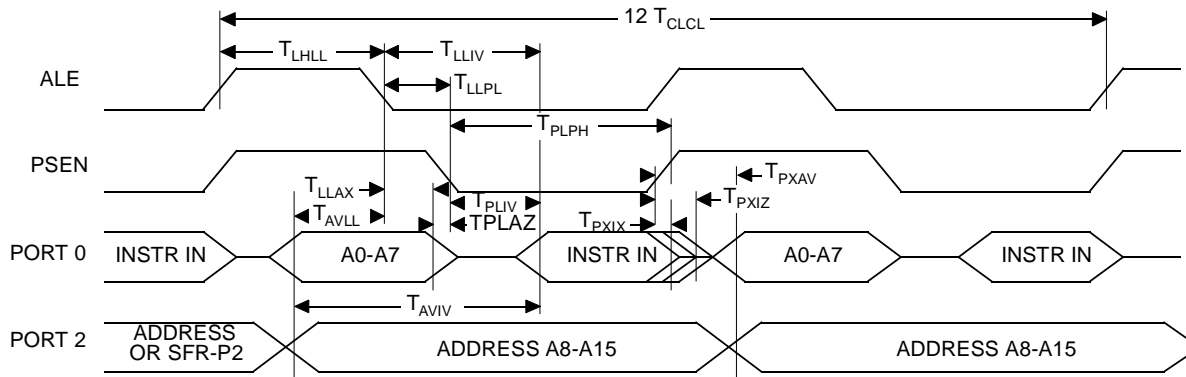 12 TCLCL
TLHLL
TLLIV
ALE
TLLPL
TPLPH
PSEN
TLLAX
TPLIV
TPXAV
TAVLL
TPLAZ
TPXIX
TPXIZ
PORT 0
INSTR IN
A0-A7
INSTR IN
A0-A7
INSTR IN
TAVIV
PORT 2
ADDRESS
OR SFR-P2
ADDRESS A8-A15
ADDRESS A8-A15